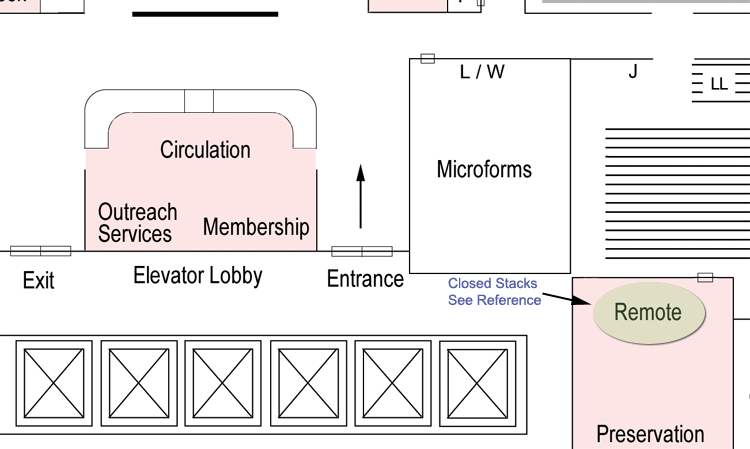 L / W
J
LL
Circulation
Microforms
Outreach
Services
Membership
Exit
Elevator Lobby
Entrance
Closed Stacks
See Reference
Remote
Preservation